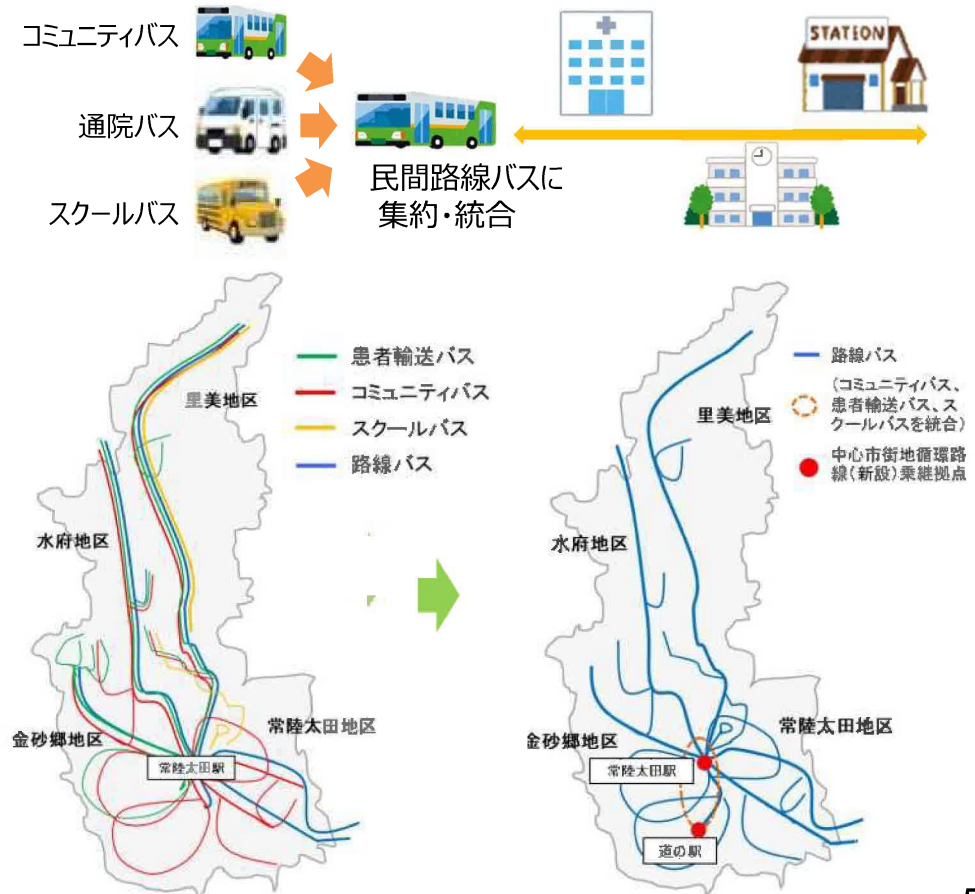 コミュニティバス
通院バス
スクールバス
民間路線バスに
集約・統合
STATION
患者輸送バス
コミュニティバス
スクールバス
路線バス
里美地区
水府地区
金砂郷地区
常陸太田地区
常陸太田駅
路線バス
(コミュニティバス、
患者輸送バス、ス
クールバスを統合)
中心市街地循環路
線(新設)乗継拠点
里美地区
水府地区
金砂郷地区
常陸太田地区
常陸太田駅
道の駅